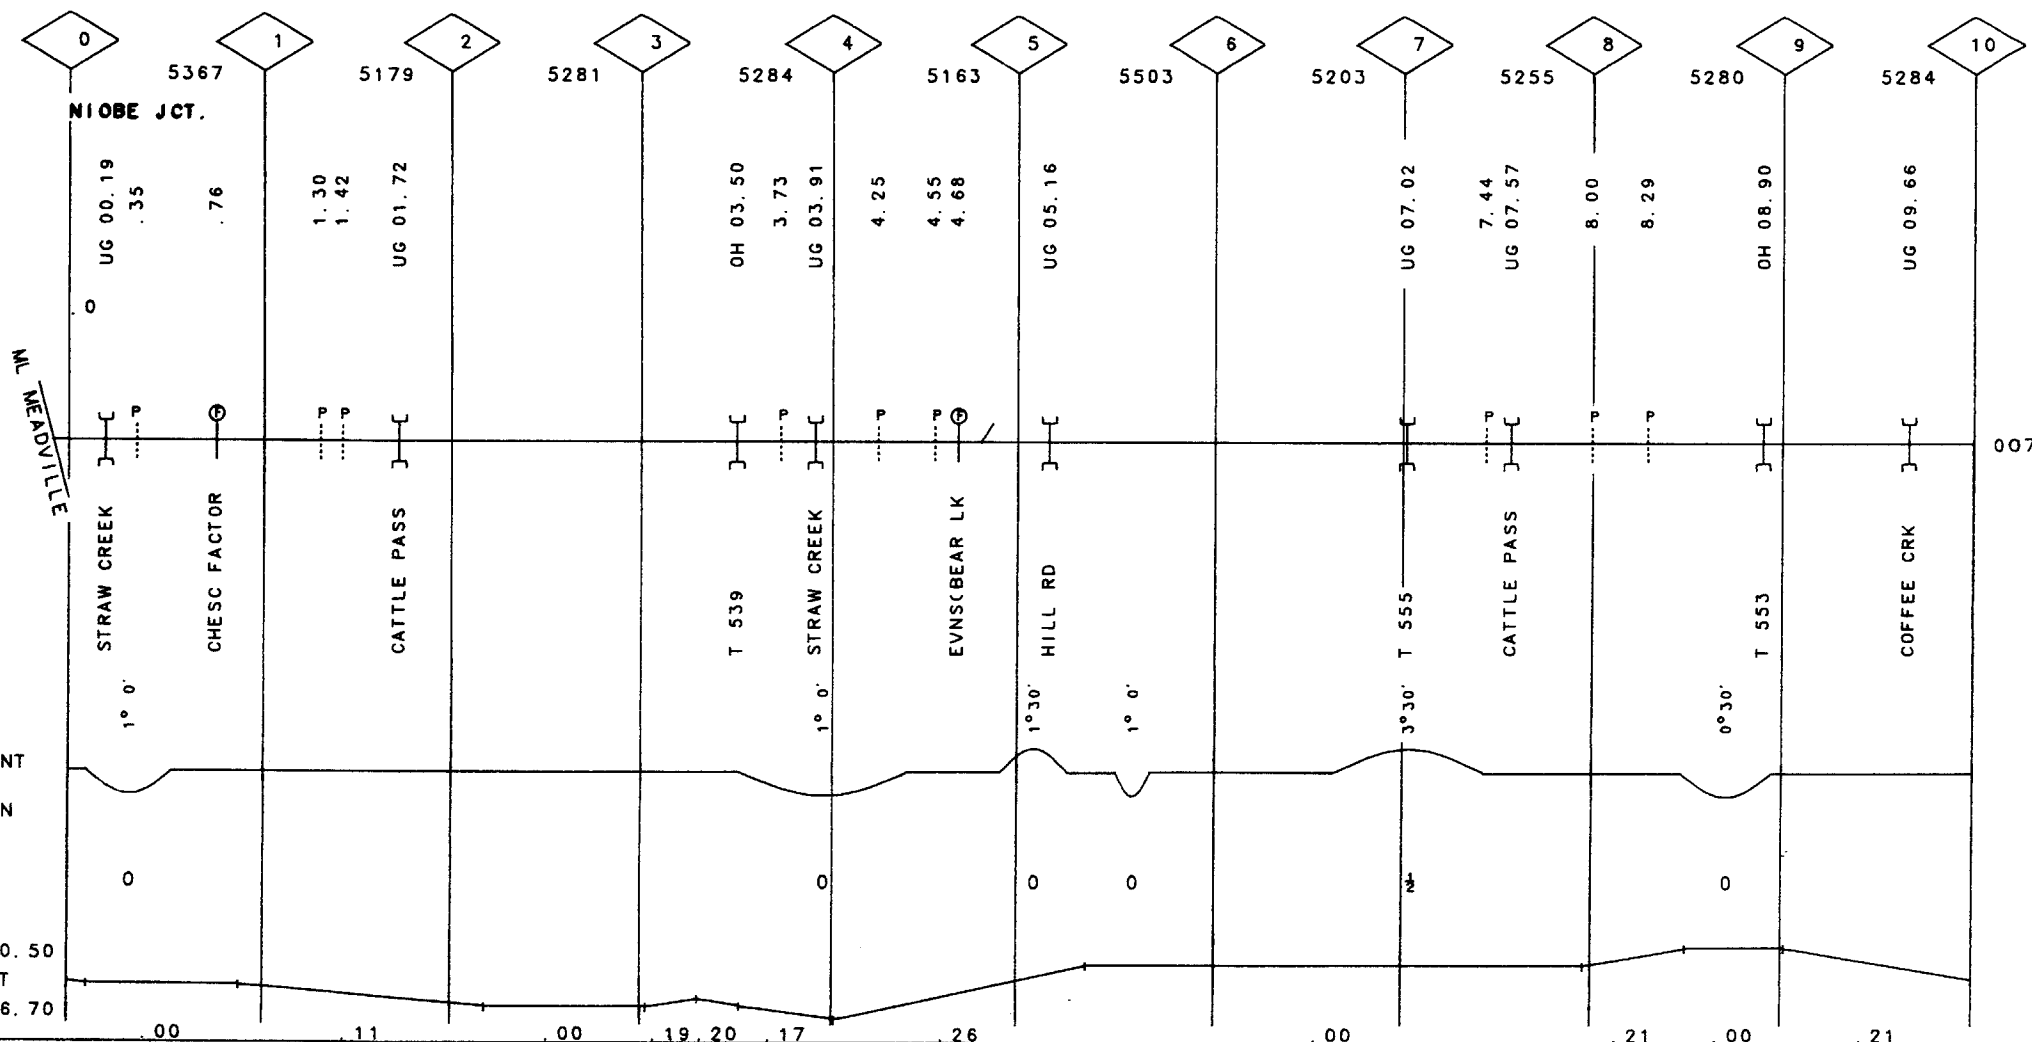 0 1 2 3 4 5 6 7 8 9 10
5367 5179 5281 5284 5163 5503 5203 5255 5280 5284
NIOBE JCT.
UG 00.19
.35
.76
1.30
1.42
UG 01.72
OH 03.50
3.73
UG 03.91
4.25
4.55
4.68
UG 05.16
UG 07.02
7.44
UG 07.57
8.00
8.29
OH 08.90
UG 09.66
0
ML MEADVILLE
P F P P P P P F P P P
007
STRAW CREEK
CHESC FACTOR
CATTLE PASS
T 539
STRAW CREEK
EVNS(BEAR LK
HILL RD
T 555
CATTLE PASS
T 553
COFFEE CRK
1° 0'
1° 0'
1°30'
1° 0'
3°30'
0°30'
NT
N
0 0 0 0 ½ 0
0.50
T
6.70
.00 .11 .00 .19 .20 .17 .26 .00 .21 .00 .21